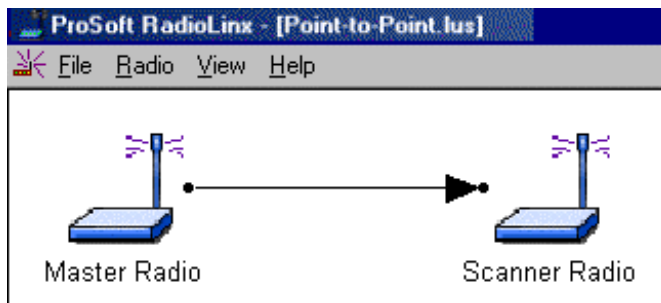 ProSoft RadioLinx - [Point-to-Point.lus]
File Radio View Help
Master Radio Scanner Radio